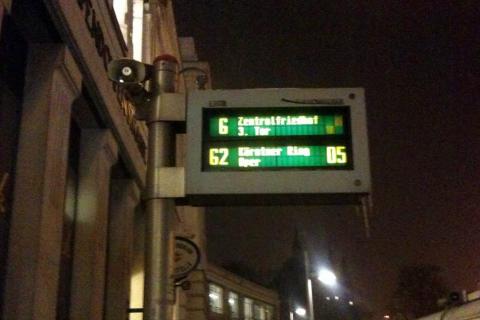 6 Zentralfriedhof
3. Tor
62 Kärntner Ring 05
Oper